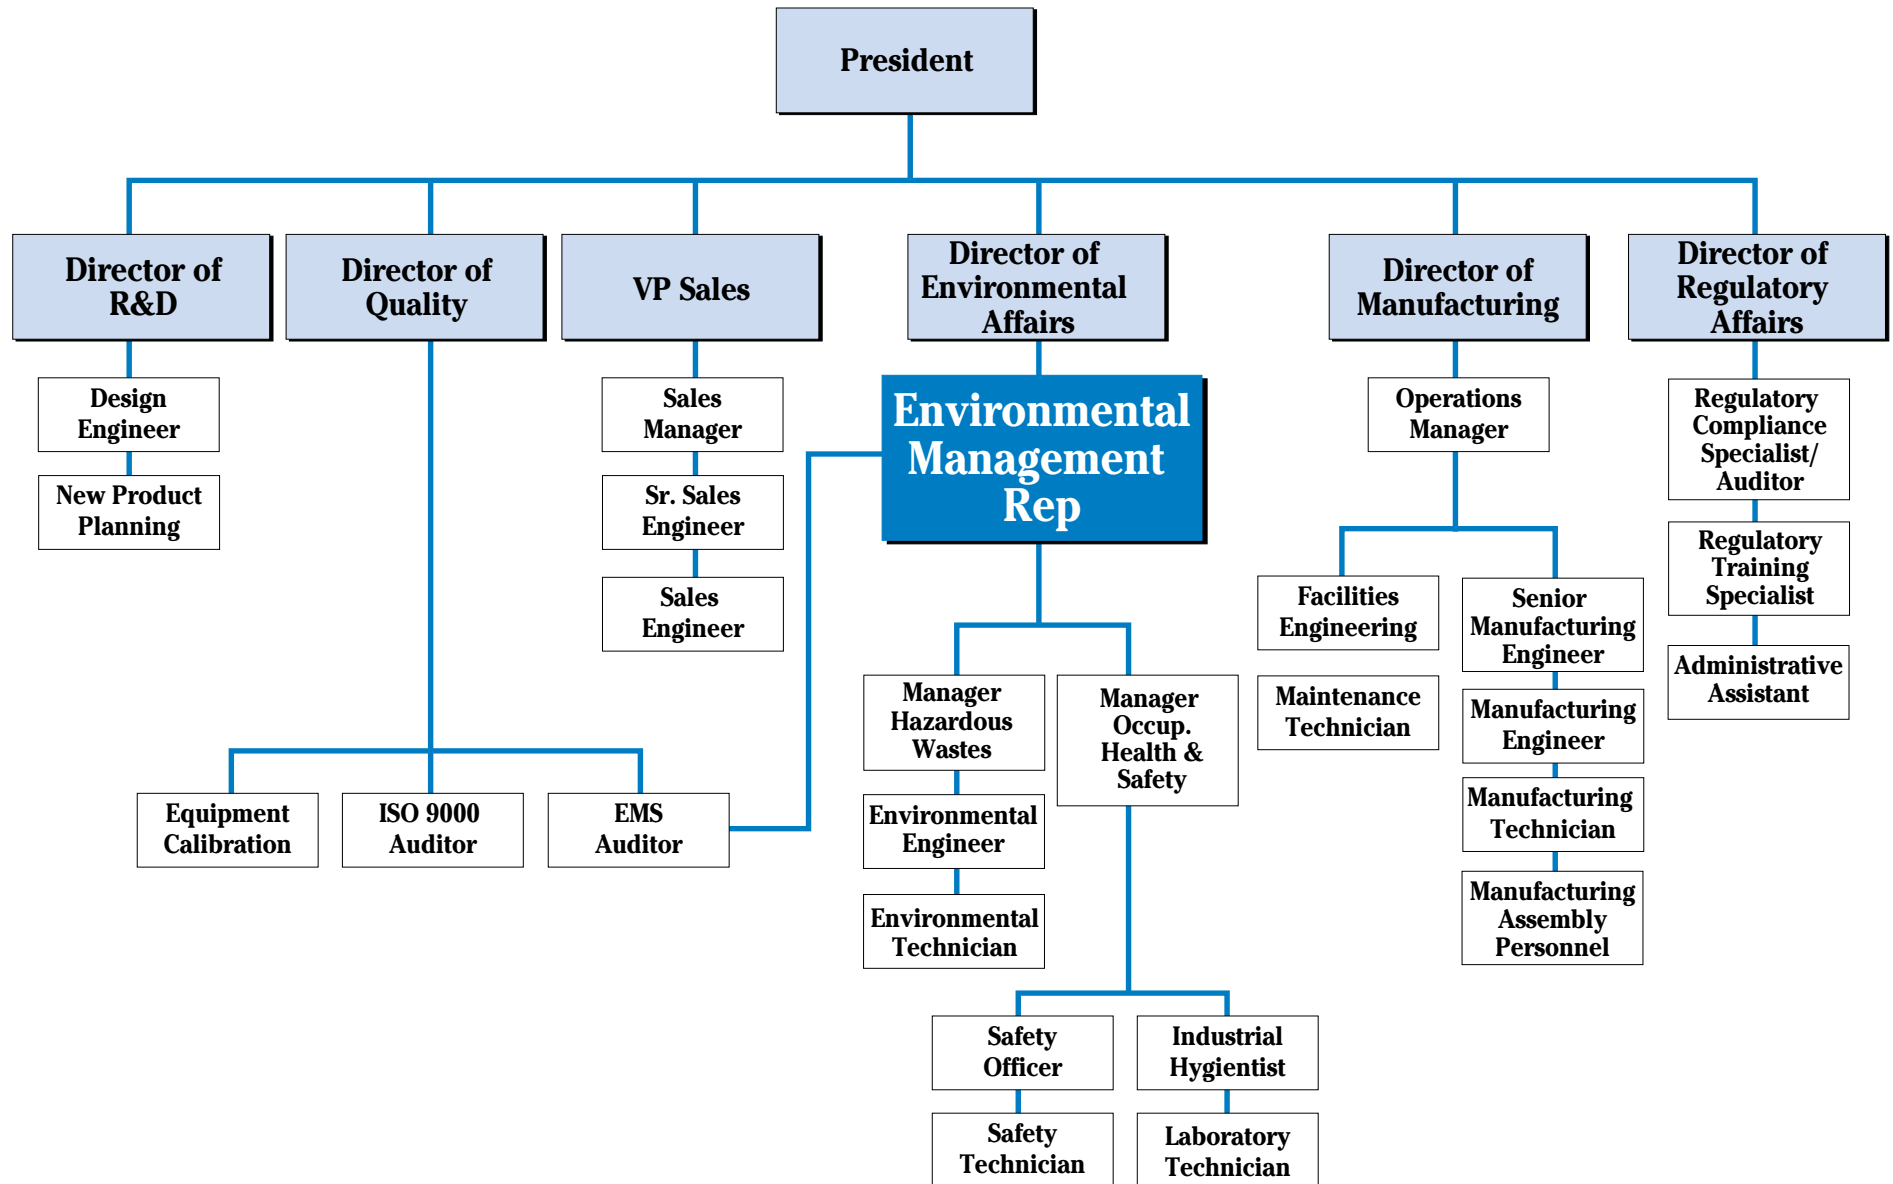 President
Director of
R&D
Director of
Quality
VP Sales
Director of
Environmental
Affairs
Director of
Manufacturing
Director of
Regulatory
Affairs
Design
Engineer
New Product
Planning
Sales
Manager
Sr. Sales
Engineer
Sales
Engineer
Environmental
Management
Rep
Operations
Manager
Regulatory
Compliance
Specialist/
Auditor
Regulatory
Training
Specialist
Administrative
Assistant
Facilities
Engineering
Maintenance
Technician
Senior
Manufacturing
Engineer
Manufacturing
Engineer
Manufacturing
Technician
Manufacturing
Assembly
Personnel
Manager
Hazardous
Wastes
Environmental
Engineer
Environmental
Technician
Manager
Occup.
Health &
Safety
Equipment
Calibration
ISO 9000
Auditor
EMS
Auditor
Safety
Officer
Safety
Technician
Industrial
Hygientist
Laboratory
Technician